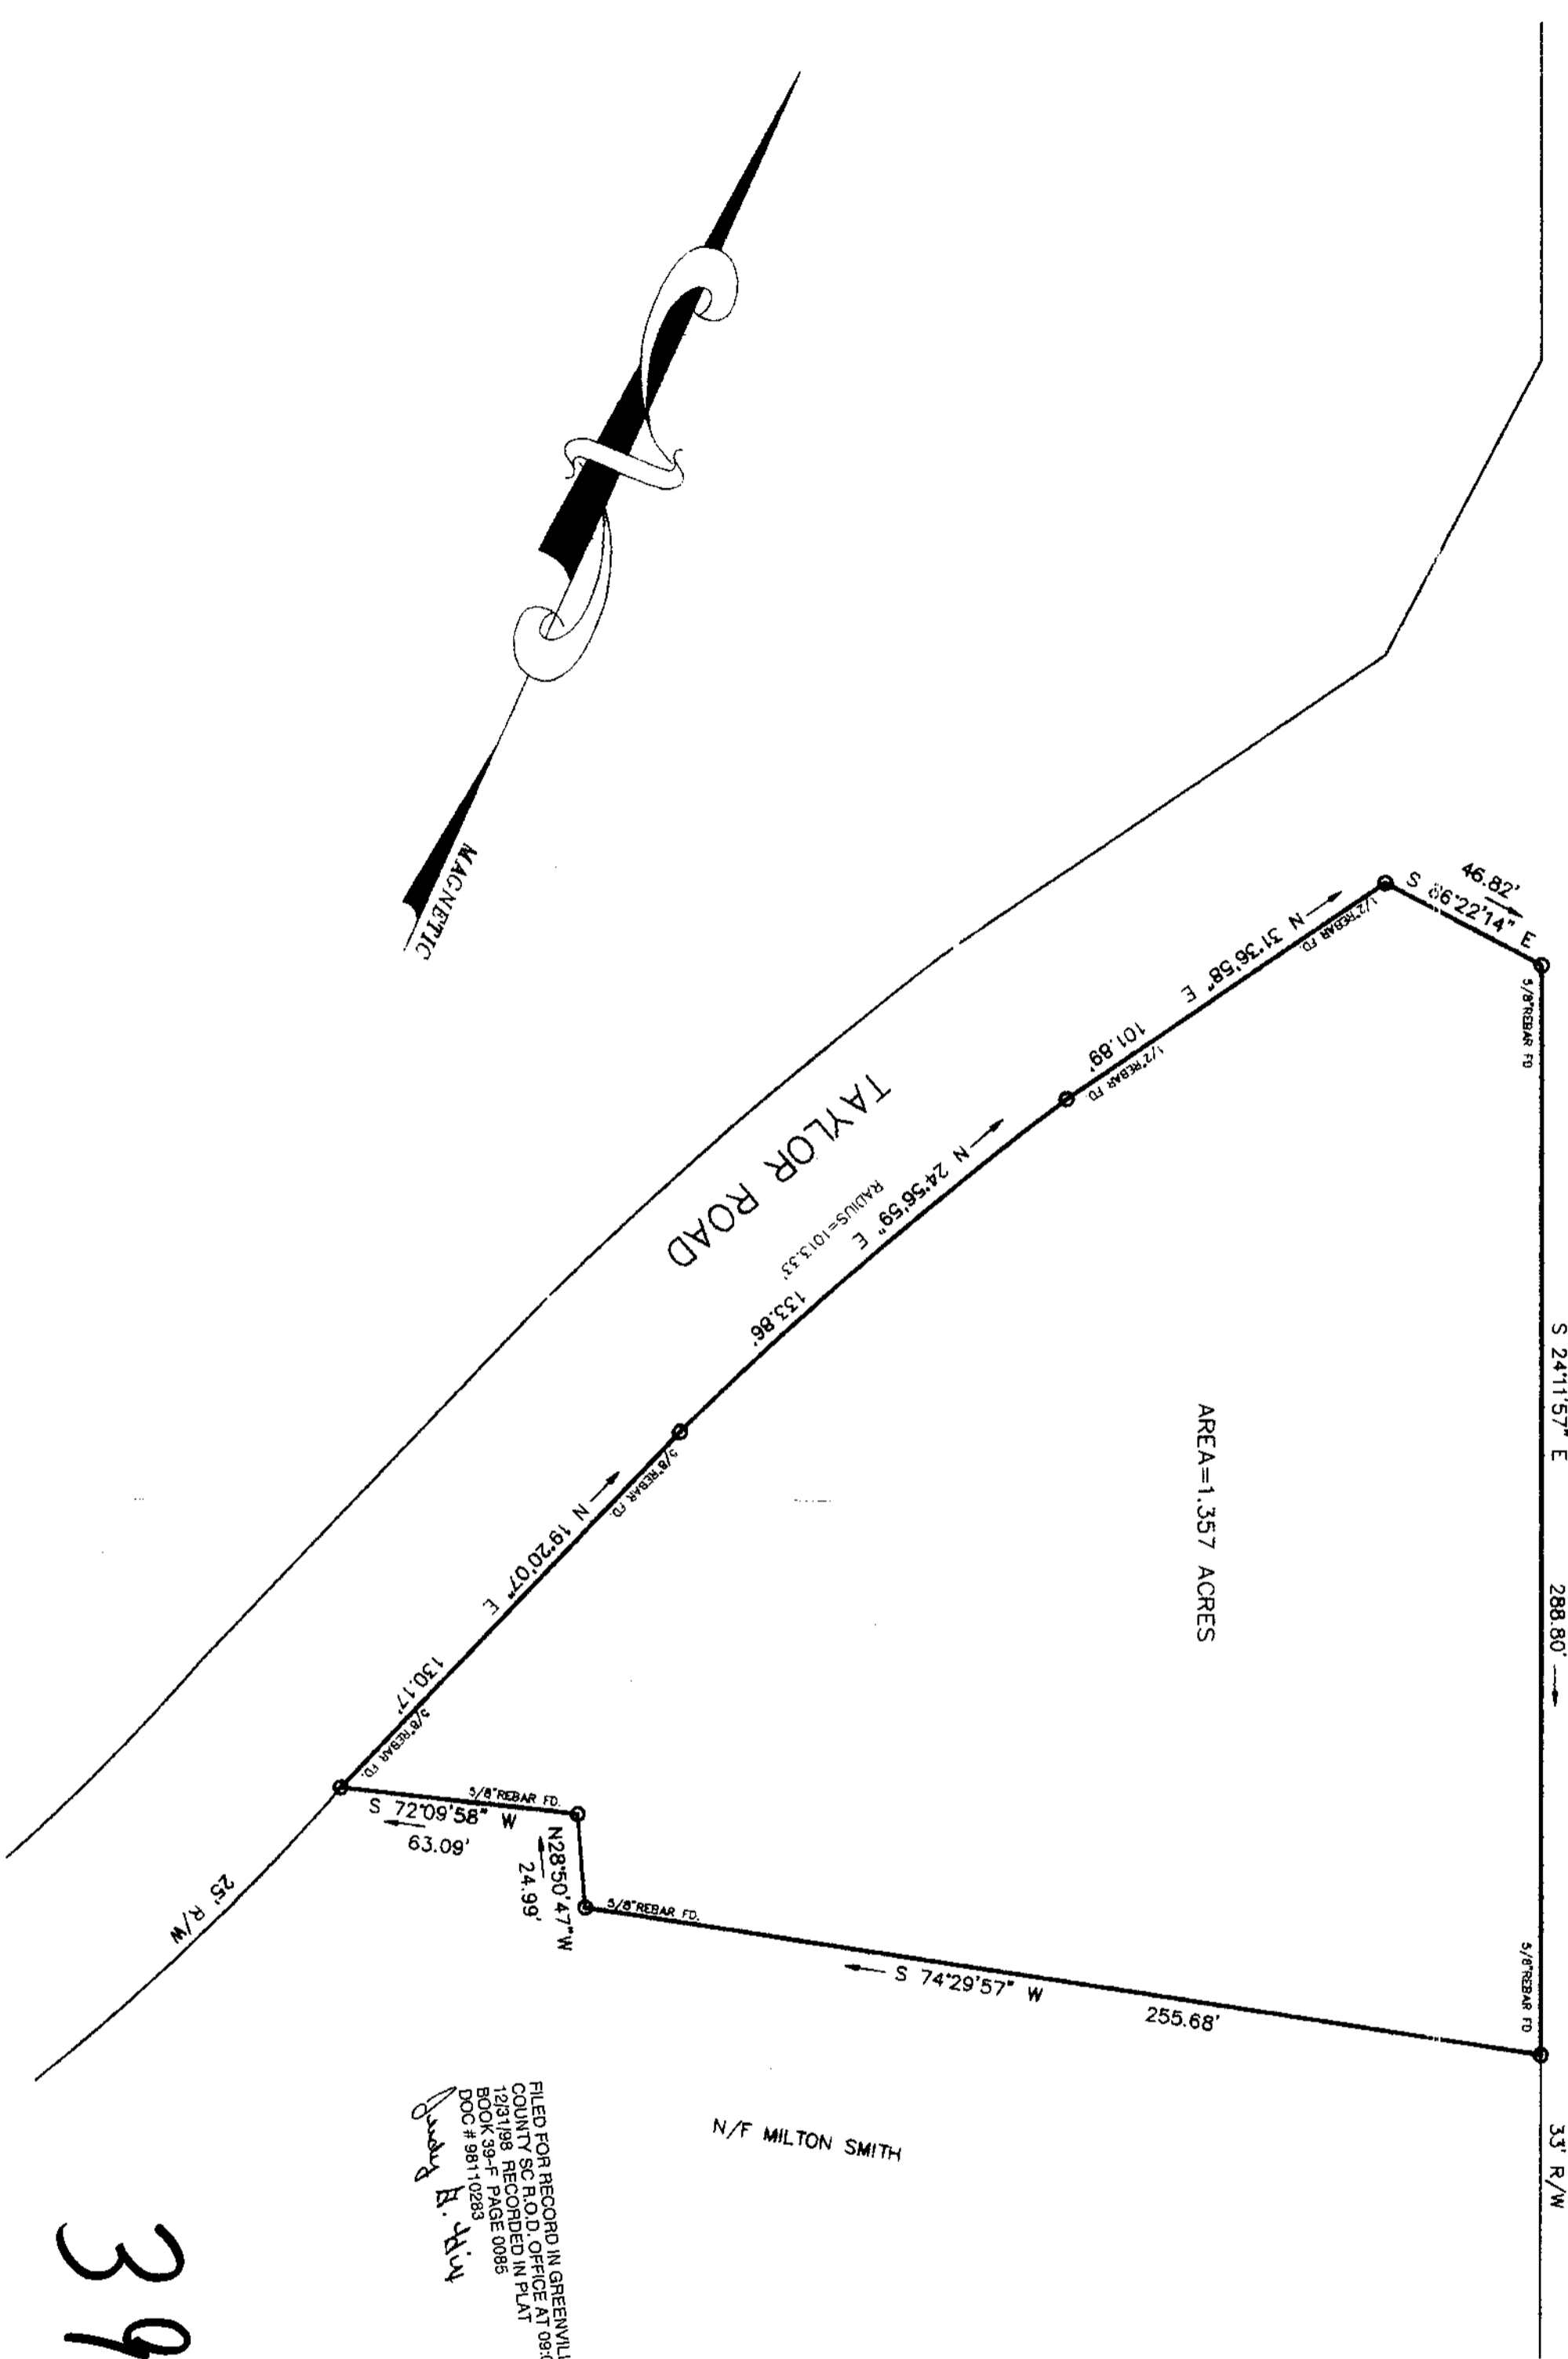 MAGNETIC
46.82'
S 86°22'14" E
5/8"REBAR FD
1/2"REBAR FD.
N 31°36'58" E
101.89'
1/2"REBAR FD.
TAYLOR ROAD
N 24°56'59" E
RADIUS=1013.33'
133.86'
S 24°11'57" E
288.80'
AREA=1.357 ACRES
5/8"REBAR FD.
N 19°20'07" E
130.17'
5/8"REBAR FD.
5/8"REBAR FD.
S 72°09'58" W
63.09'
N28°50'47"W
24.99'
5/8"REBAR FD.
S 74°29'57" W
255.68'
5/8"REBAR FD
25' R/W
33' R/W
N/F MILTON SMITH
FILED FOR RECORD IN
COUNTY SC R.O.D. OFFICE AT
12/31/98 RECORDED IN PLAT
BOOK 39-F PAGE 0085
DOC # 98110283
39